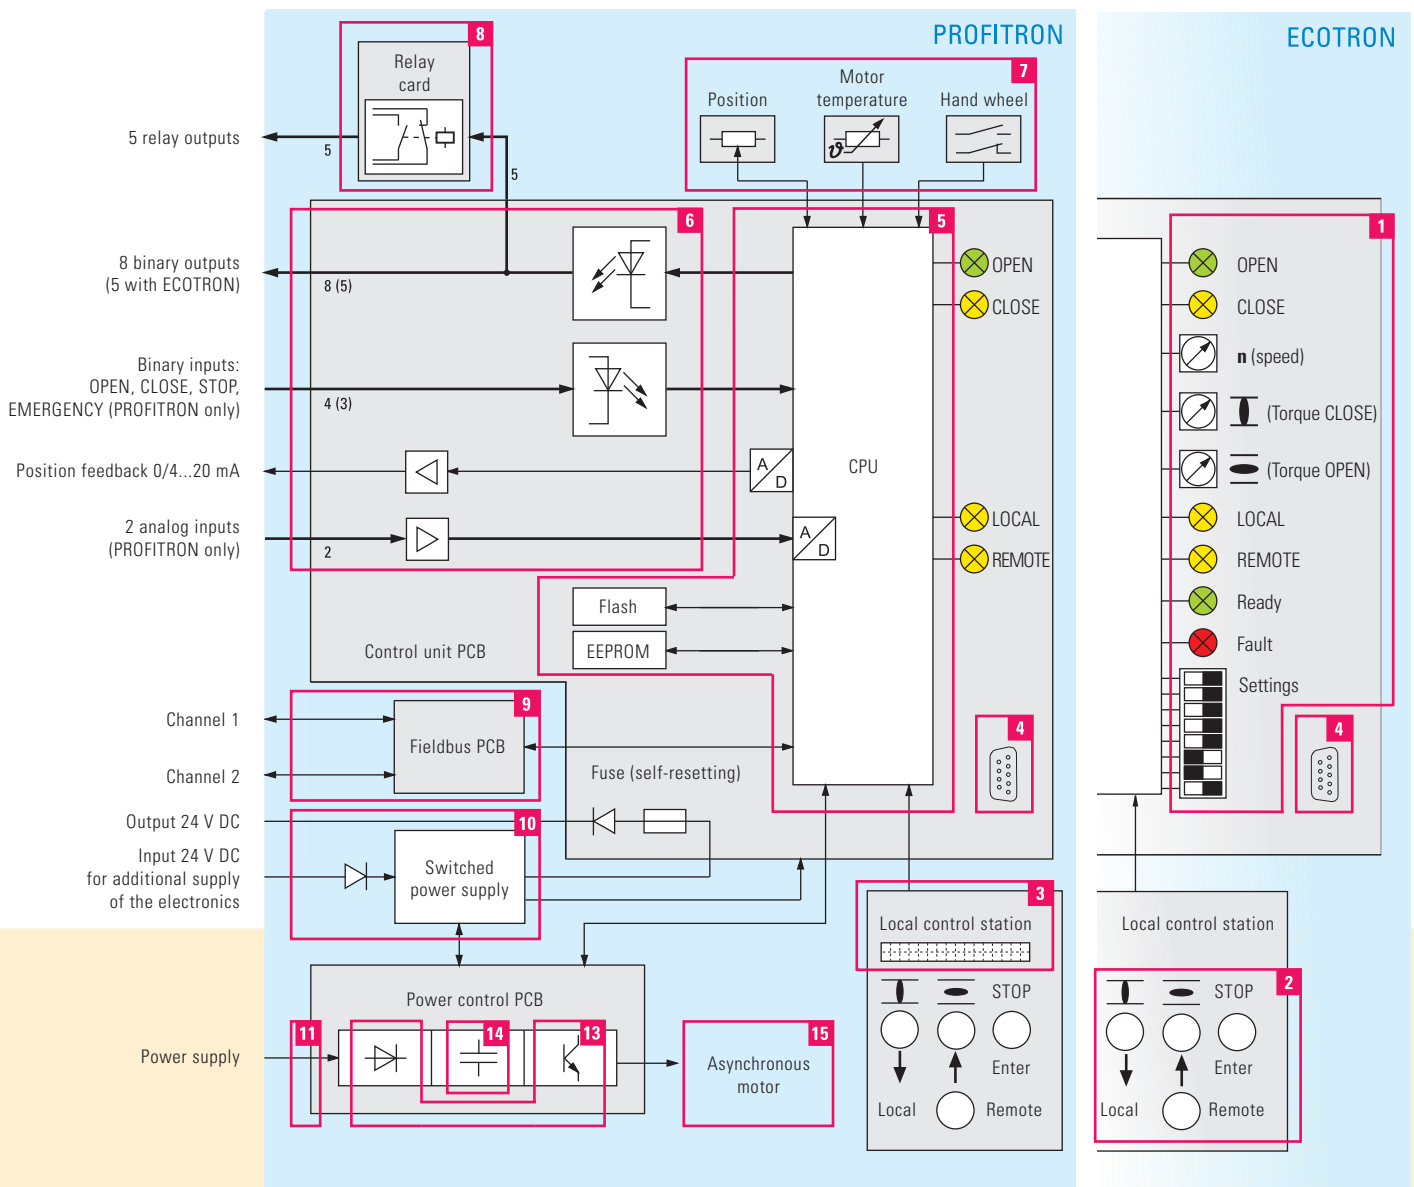 PROFITRON
ECOTRON
8
Relay
card
5 relay outputs
5
5
7
Position
Motor
temperature
Hand wheel
ϑ
6
5
1
8 binary outputs
(5 with ECOTRON)
8 (5)
OPEN
CLOSE
OPEN
CLOSE
n (speed)
Binary inputs:
OPEN, CLOSE, STOP,
EMERGENCY (PROFITRON only)
4 (3)
(Torque CLOSE)
Position feedback 0/4...20 mA
A
D
CPU
(Torque OPEN)
2 analog inputs
(PROFITRON only)
2
A
D
LOCAL
REMOTE
LOCAL
REMOTE
Flash
EEPROM
Ready
Fault
Control unit PCB
Settings
Channel 1
Channel 2
9
Fieldbus PCB
4
4
Fuse (self-resetting)
Output 24 V DC
Input 24 V DC
for additional supply
of the electronics
10
Switched
power supply
3
Local control station
Local control station
Power control PCB
STOP
2
STOP
Power supply
11
14
13
15
Asynchronous
motor
Enter
Local
Remote
Enter
Local
Remote